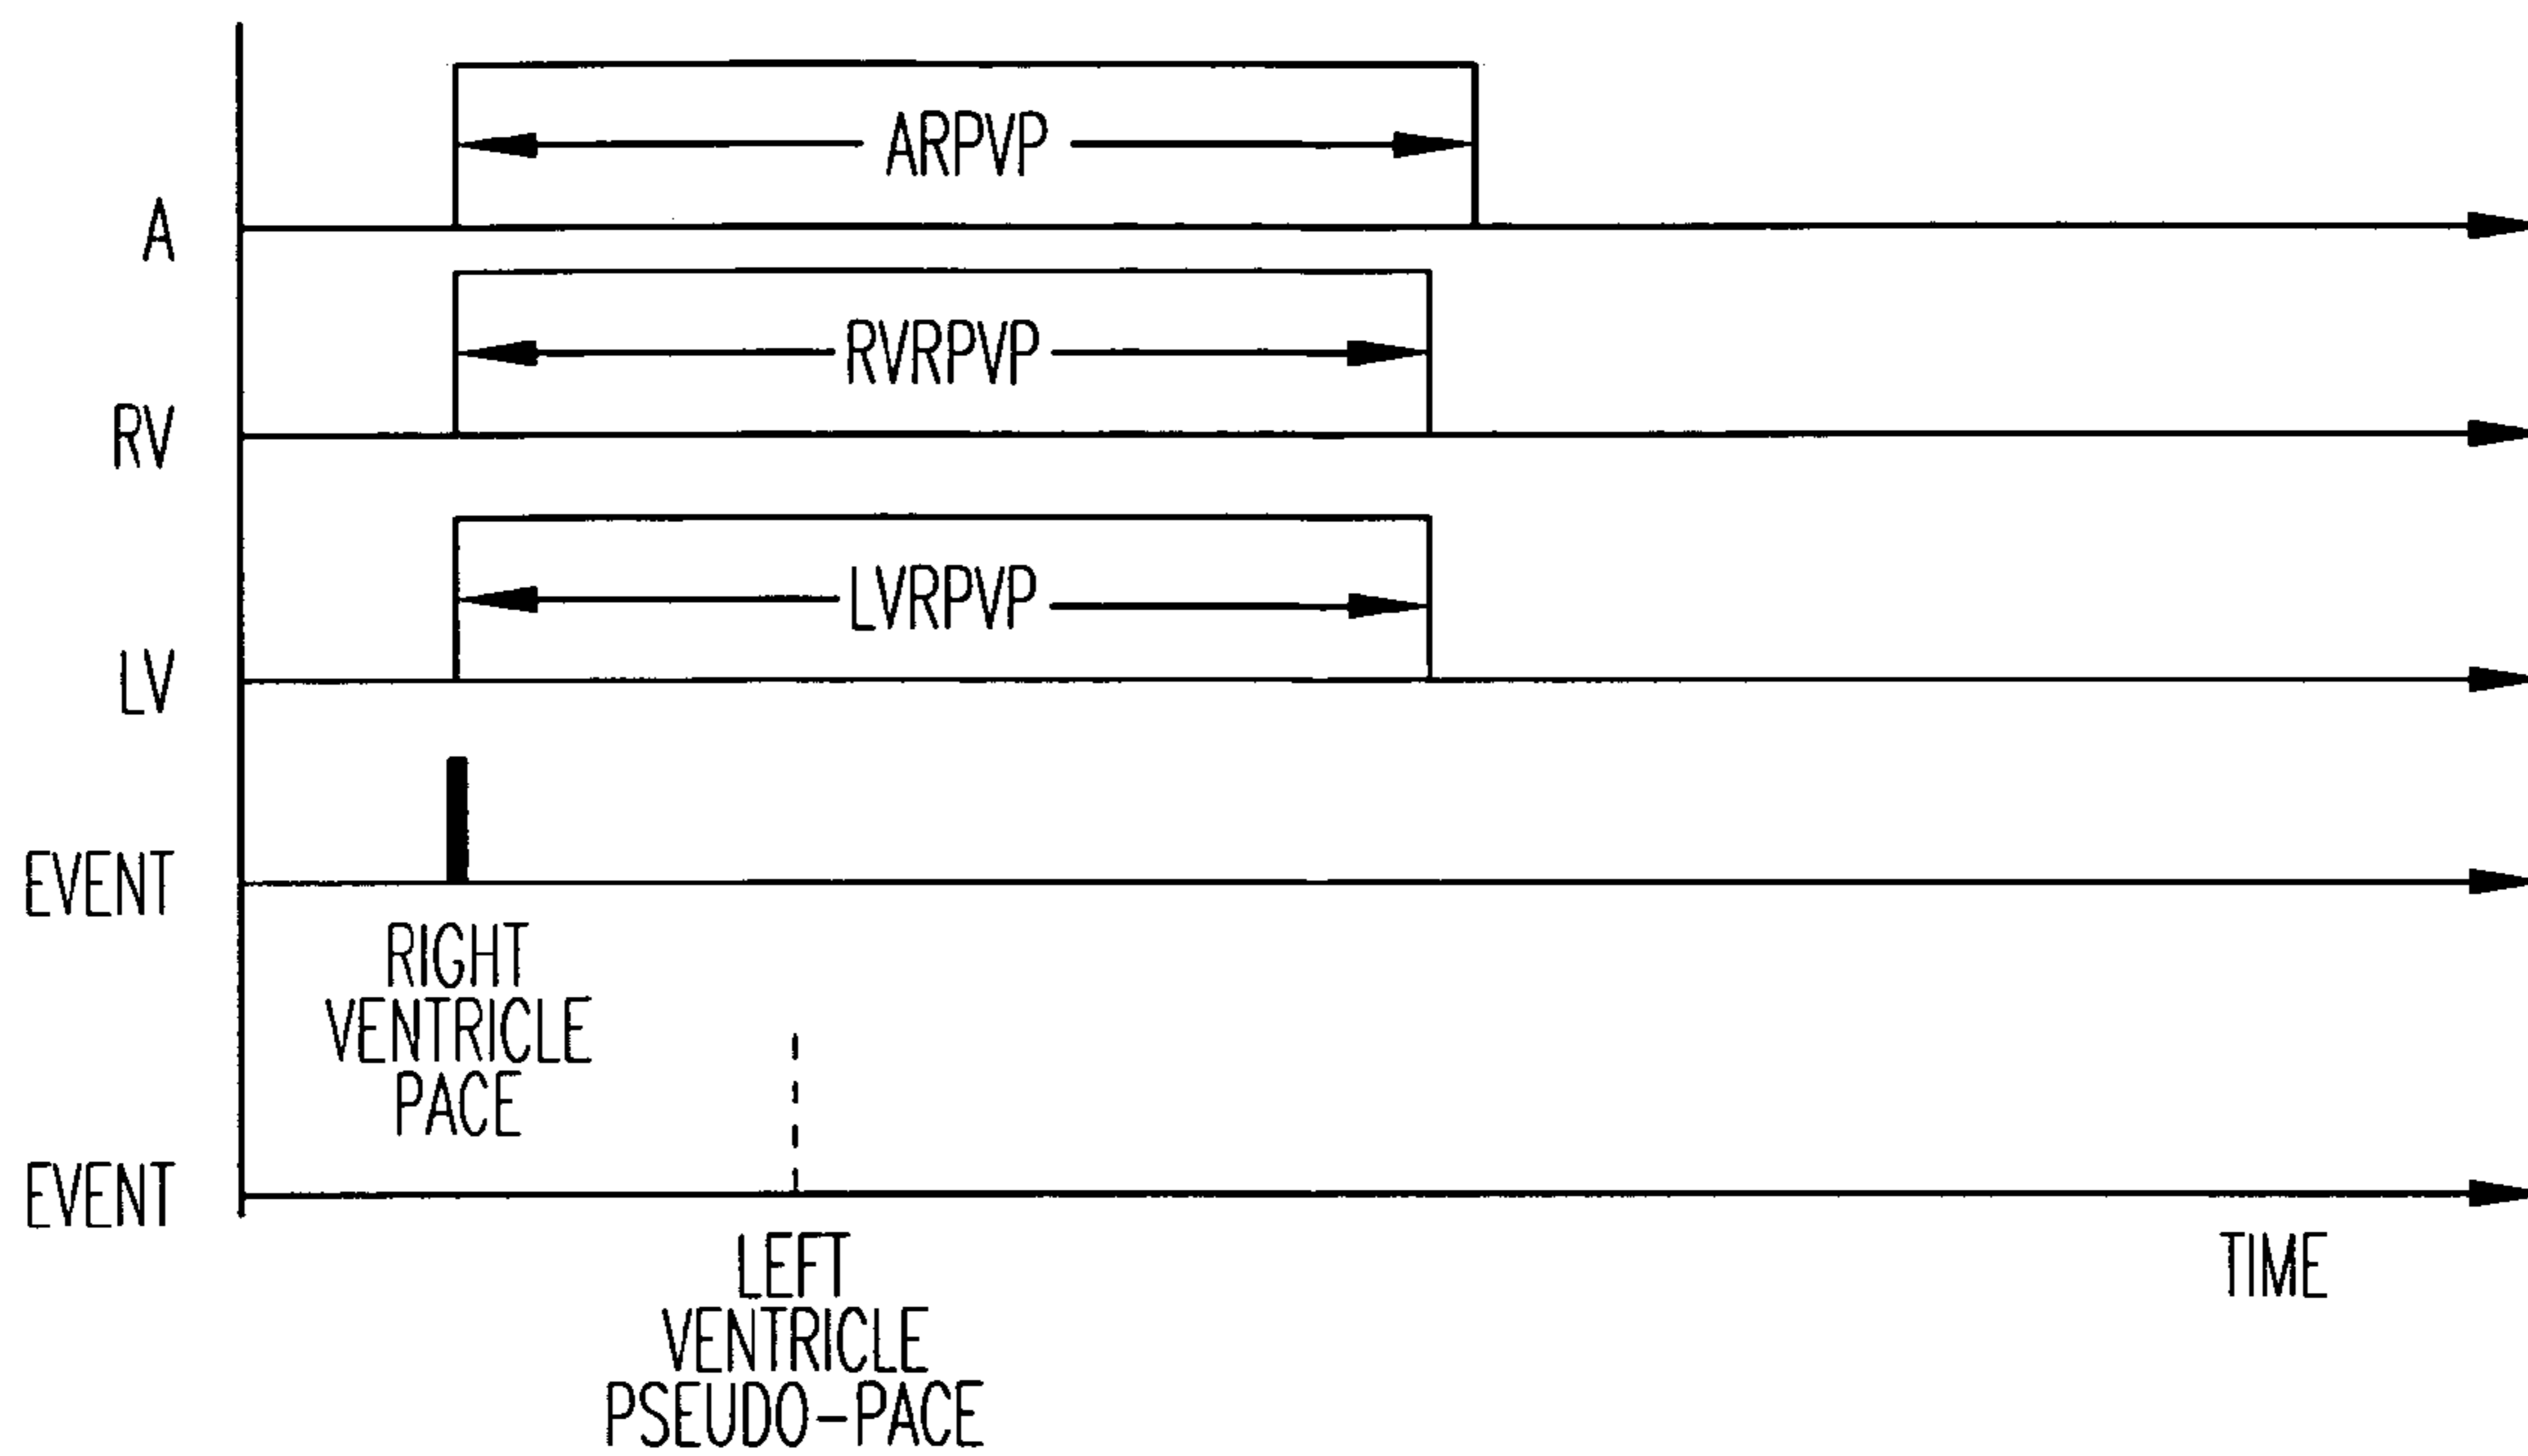 ARPVP
A
RVRPVP
RV
LVRPVP
LV
EVENT
RIGHT
VENTRICLE
PACE
EVENT
LEFT
VENTRICLE
PSEUDO-PACE
TIME